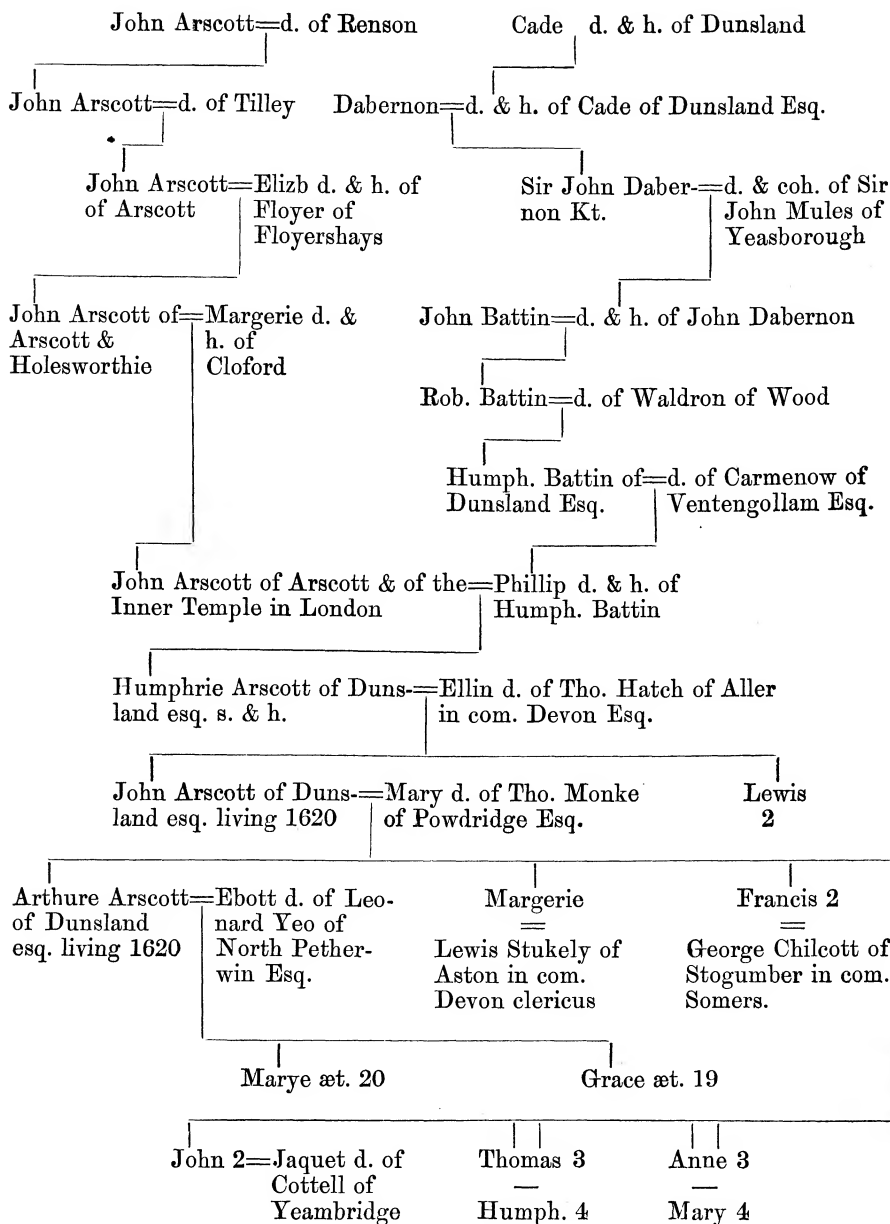 John Arscott=d. of Renson
Cade d. & h. of Dunsland
John Arscott=d. of Tilley
Dabernon=d. & h. of Cade of Dunsland Esq.
John Arscott=Elizb d. & h. of
of Arscott Floyer of
Floyershays
Sir John Daber-=d. & coh. of Sir
non Kt. John Mules of
Yeasborough
John Arscott of=Margerie d. &
Arscott & h. of
Holesworthie Cloford
John Battin=d. & h. of John Dabernon
Rob. Battin=d. of Waldron of Wood
Humph. Battin of=d. of Carmenow of
Dunsland Esq. Ventengollam Esq.
John Arscott of Arscott & of the=Phillip d. & h. of
Inner Temple in London Humph. Battin
Humphrie Arscott of Duns-=Ellin d. of Tho. Hatch of Aller
land esq. s. & h. in com. Devon Esq.
John Arscott of Duns-=Mary d. of Tho. Monke
land esq. living 1620 of Powdridge Esq.
Lewis
2
Arthure Arscott=Ebott d. of Leo-
of Dunsland nard Yeo of
esq. living 1620 North Pether-
win Esq.
Margerie
=
Lewis Stukely of
Aston in com.
Devon clericus
Francis 2
=
George Chilcott of
Stogumber in com.
Somers.
Marye æt. 20
Grace æt. 19
John 2=Jaquet d. of
Cottell of
Yeambridge
Thomas 3
—
Humph. 4
Anne 3
—
Mary 4